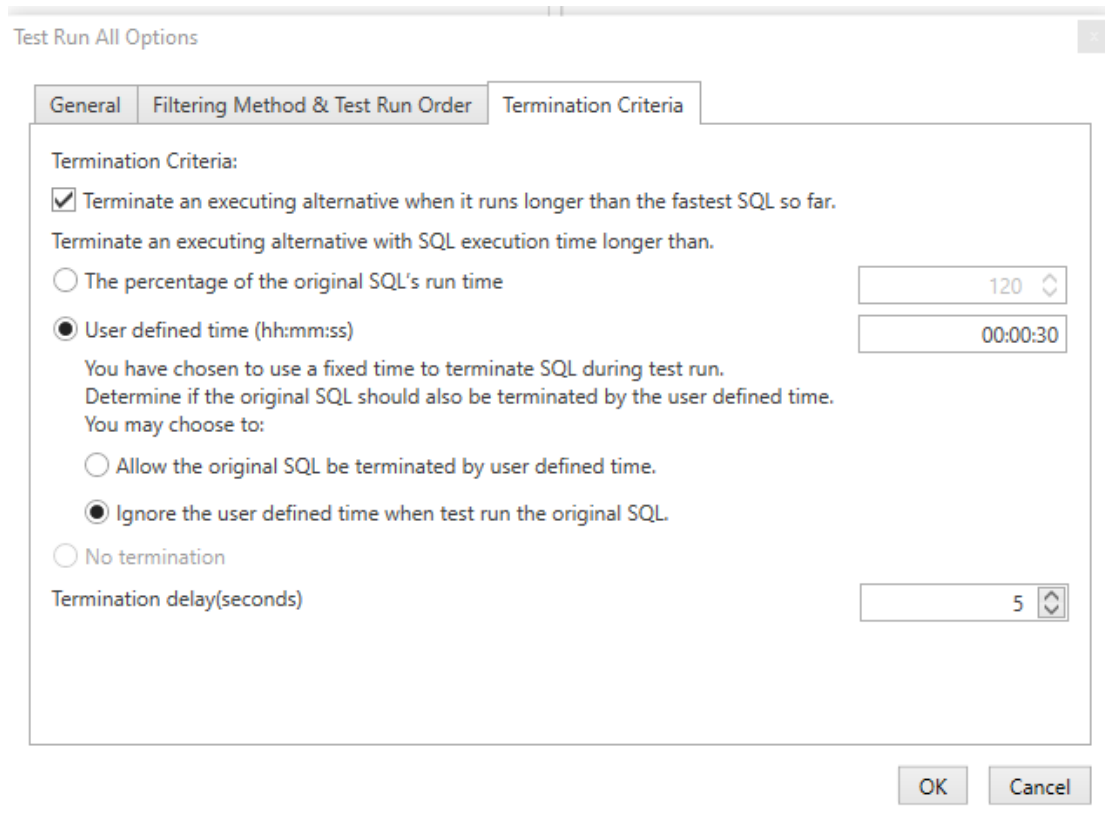 Test Run All Options
x
General Filtering Method & Test Run Order Termination Criteria
Termination Criteria:
Terminate an executing alternative when it runs longer than the fastest SQL so far.
Terminate an executing alternative with SQL execution time longer than.
The percentage of the original SQL's run time 120
User defined time (hh:mm:ss) 00:00:30
You have chosen to use a fixed time to terminate SQL during test run.
Determine if the original SQL should also be terminated by the user defined time.
You may choose to:
Allow the original SQL be terminated by user defined time.
Ignore the user defined time when test run the original SQL.
No termination
Termination delay(seconds) 5
OK Cancel